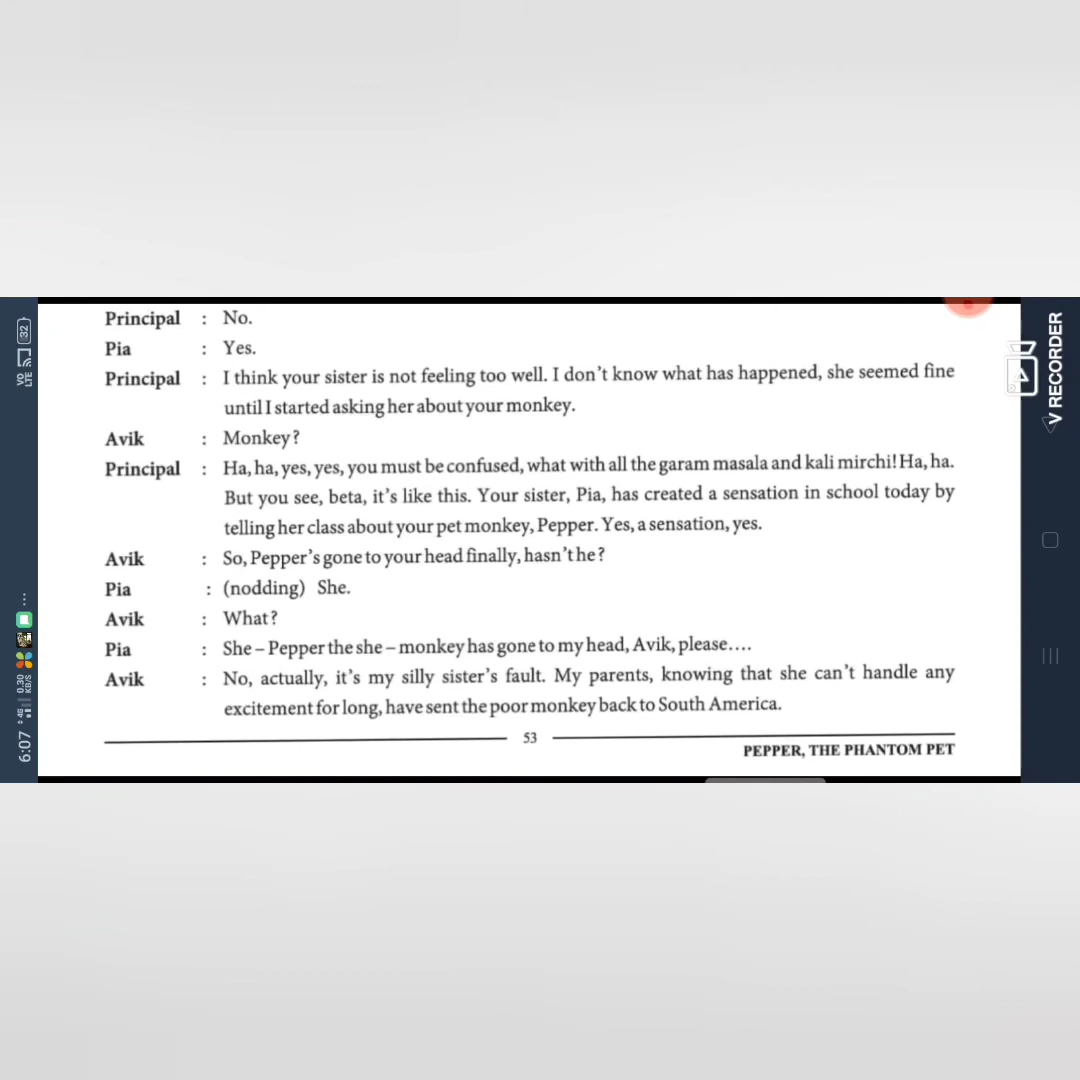 Principal : No.
Pia : Yes.
Principal : I think your sister is not feeling too well. I don't know what has happened, she seemed fine
until I started asking her about your monkey.
Avik : Monkey?
Principal : Ha, ha, yes, yes, you must be confused, what with all the garam masala and kali mirchi! Ha, ha.
But you see, beta, it's like this. Your sister, Pia, has created a sensation in school today by
telling her class about your pet monkey, Pepper. Yes, a sensation, yes.
Avik : So, Pepper's gone to your head finally, hasn't he?
Pia : (nodding) She.
Avik : What?
Pia : She – Pepper the she – monkey has gone to my head, Avik, please....
Avik : No, actually, it's my silly sister's fault. My parents, knowing that she can't handle any
excitement for long, have sent the poor monkey back to South America.
53
PEPPER, THE PHANTOM PET
6:07 4G 0.30 KB/S ...
VO LTE 32
V RECORDER